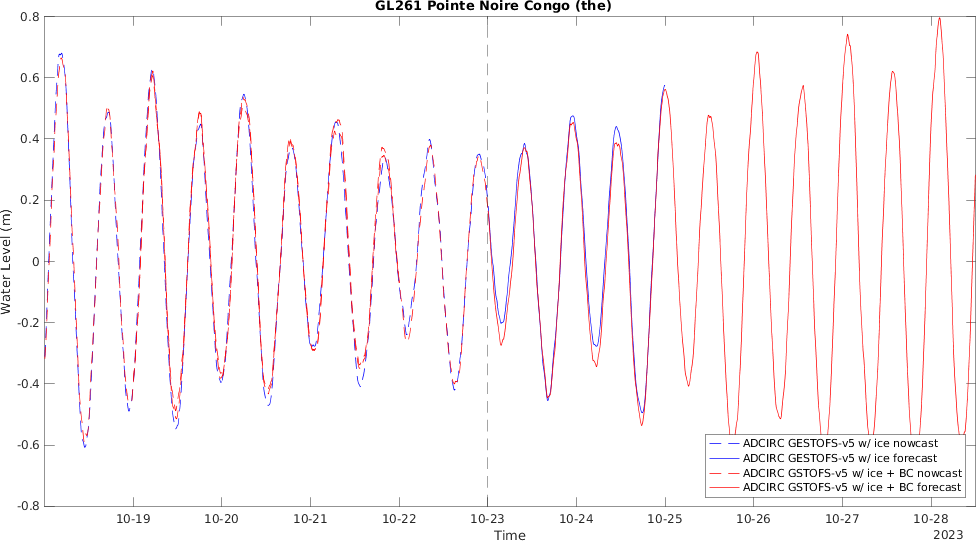 GL261 Pointe Noire Congo (the)
0.8
0.6
0.4
0.2
0
-0.2
-0.4
-0.6
-0.8
Water Level (m)
10-19 10-20 10-21 10-22 10-23 10-24 10-25 10-26 10-27 10-28
Time
2023
ADCIRC GESTOFS-v5 w/ ice nowcast
ADCIRC GESTOFS-v5 w/ ice forecast
ADCIRC GSTOFS-v5 w/ ice + BC nowcast
ADCIRC GSTOFS-v5 w/ ice + BC forecast